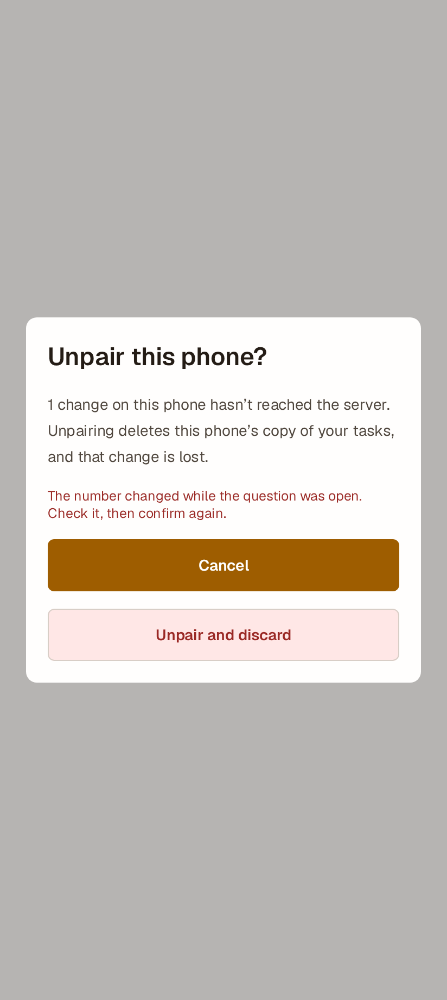 Unpair this phone?
1 change on this phone hasn’t reached the server.
Unpairing deletes this phone’s copy of your tasks,
and that change is lost.
The number changed while the question was open.
Check it, then confirm again.
Cancel
Unpair and discard